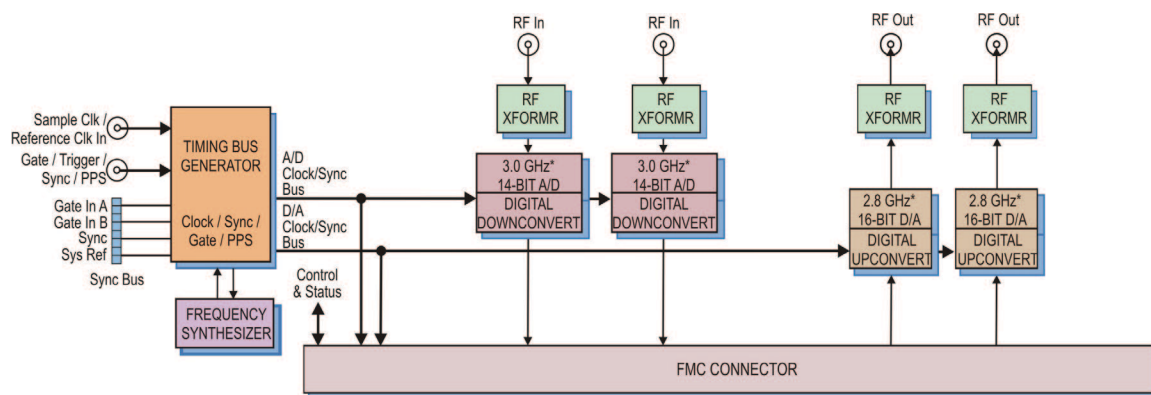 RF In
RF In
RF Out
RF Out
RF
XFORMR
RF
XFORMR
RF
XFORMR
RF
XFORMR
Sample Clk /
Reference Clk In
Gate / Trigger /
Sync / PPS
Gate In A
Gate In B
Sync
Sys Ref
Sync Bus
TIMING BUS
GENERATOR
Clock / Sync /
Gate / PPS
FREQUENCY
SYNTHESIZER
A/D
Clock/Sync
Bus
D/A
Clock/Sync
Bus
Control
& Status
3.0 GHz*
14-BIT A/D
DIGITAL
DOWNCONVERT
3.0 GHz*
14-BIT A/D
DIGITAL
DOWNCONVERT
2.8 GHz*
16-BIT D/A
DIGITAL
UPCONVERT
2.8 GHz*
16-BIT D/A
DIGITAL
UPCONVERT
FMC CONNECTOR